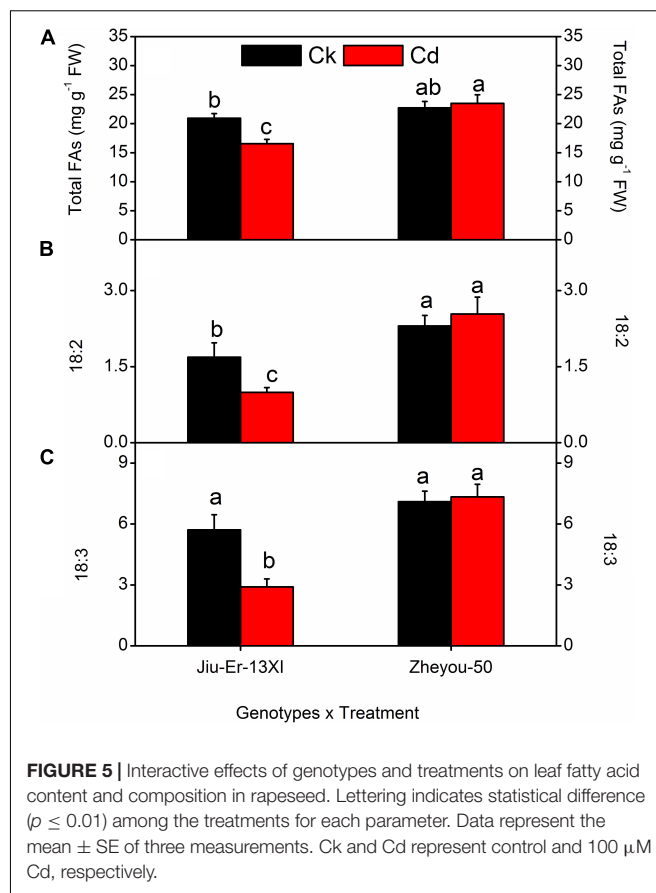 A
Total FAs (mg g⁻¹ FW)
35
30
25
20
15
10
5
0
Ck
Cd
b
c
ab
a
35
30
25
20
15
10
5
0
Total FAs (mg g⁻¹ FW)
B
18:2
3.0
1.5
0.0
b
c
a
a
3.0
1.5
0.0
18:2
C
18:3
9
6
3
0
a
b
a
a
9
6
3
0
18:3
Jiu-Er-13XI
Zheyou-50
Genotypes x Treatment
FIGURE 5 | Interactive effects of genotypes and treatments on leaf fatty acid
content and composition in rapeseed. Lettering indicates statistical difference
(p ≤ 0.01) among the treatments for each parameter. Data represent the
mean ± SE of three measurements. Ck and Cd represent control and 100 μM
Cd, respectively.